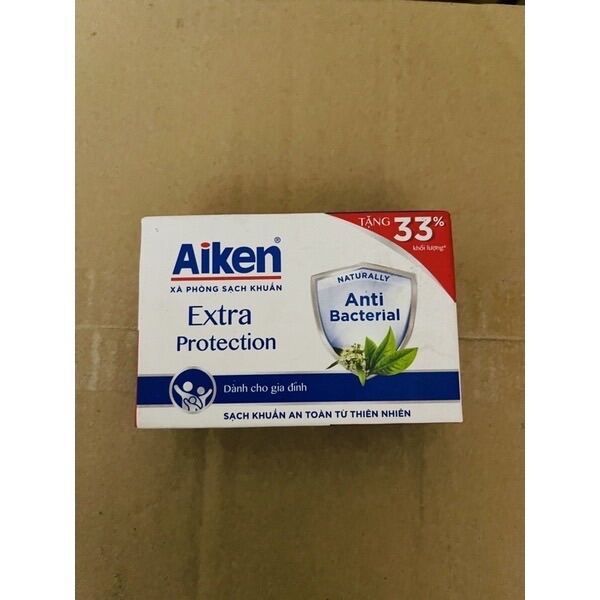 Aiken®
XÀ PHÒNG SẠCH KHUẨN
Extra
Protection
TẶNG 33%
khối lượng*
NATURALLY
Anti
Bacterial
Dành cho gia đình
SẠCH KHUẨN AN TOÀN TỪ THIÊN NHIÊN